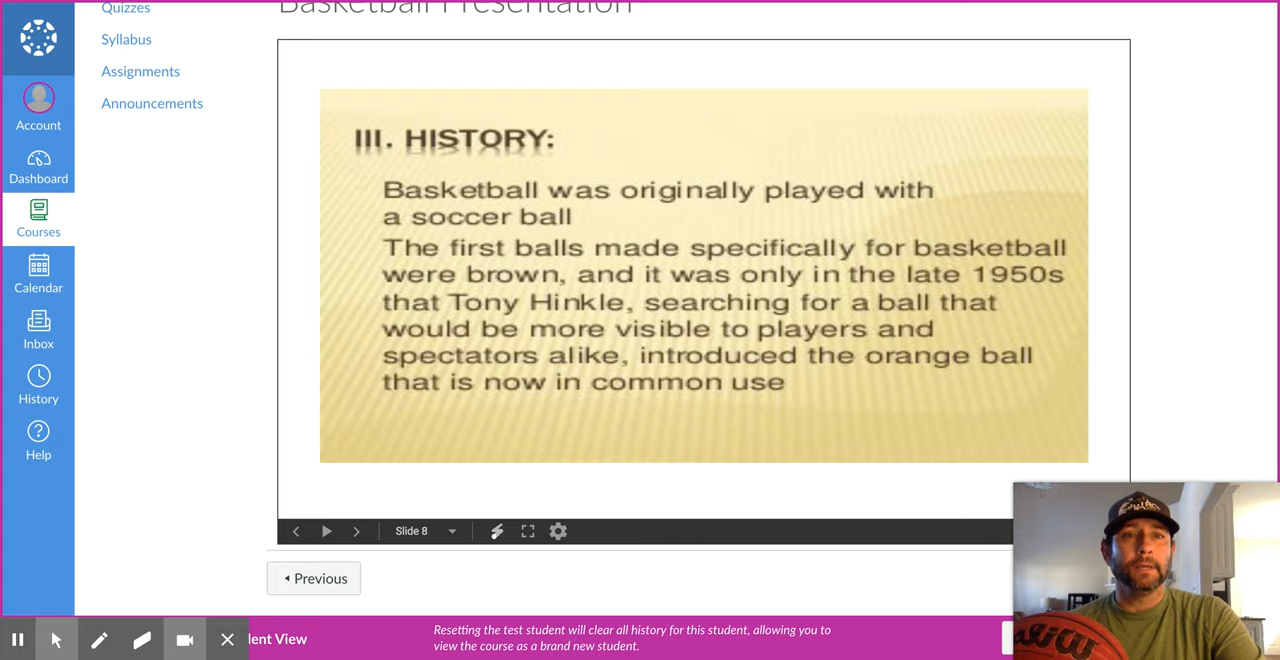 Basketball Presentation
Quizzes
Syllabus
Assignments
Announcements
Account
Dashboard
Courses
Calendar
Inbox
History
Help
III. HISTORY:
Basketball was originally played with
a soccer ball
The first balls made specifically for basketball
were brown, and it was only in the late 1950s
that Tony Hinkle, searching for a ball that
would be more visible to players and
spectators alike, introduced the orange ball
that is now in common use
Slide 8
Previous
dent View
Resetting the test student will clear all history for this student, allowing you to
view the course as a brand new student.
Wilson